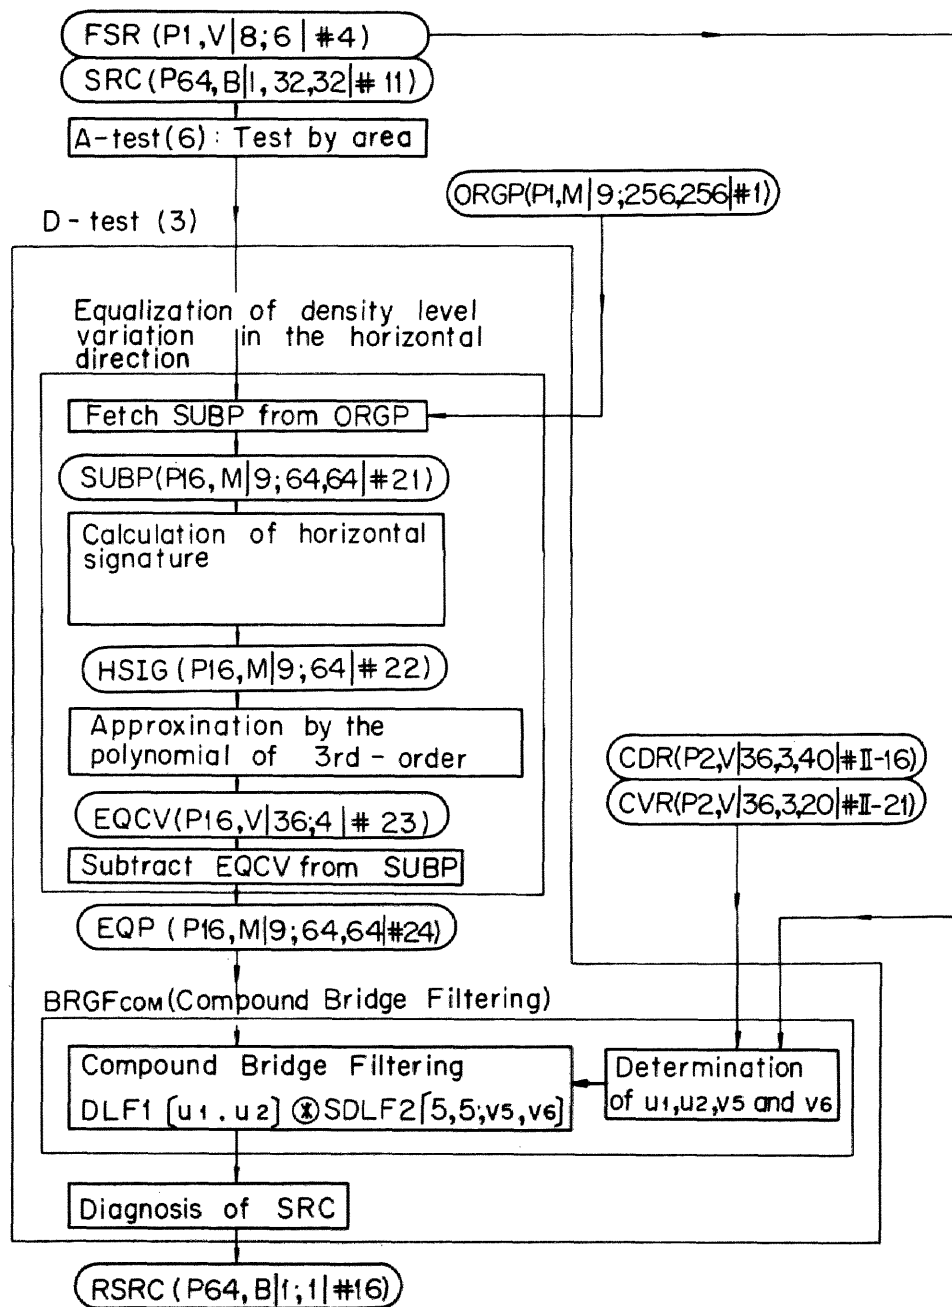 FSR (P1,V|8;6|#4)
SRC(P64,B|1,32,32|#11)
A-test(6): Test by area
ORGP(P1,M|9;256,256|#1)
D-test (3)
Equalization of density level
variation in the horizontal
direction
Fetch SUBP from ORGP
SUBP(P16,M|9;64,64|#21)
Calculation of horizontal
signature
HSIG (P16,M|9;64|#22)
Approxination by the
polynomial of 3rd-order
CDR(P2,V|36,3,40|#II-16)
CVR(P2,V|36,3,20|#II-21)
EQCV(P16,V|36;4|#23)
Subtract EQCV from SUBP
EQP (P16,M|9;64,64|#24)
BRGFCOM(Compound Bridge Filtering)
Compound Bridge Filtering
DLF1 [u1.u2] ⊛ SDLF2[5,5;v5,v6]
Determination
of u1,u2,v5 and v6
Diagnosis of SRC
RSRC (P64,B|1;1|#16)